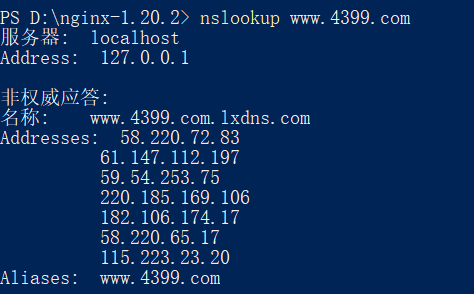 PS D:\nginx-1.20.2> nslookup www.4399.com
服务器:  localhost
Address:  127.0.0.1
非权威应答:
名称:    www.4399.com.lxdns.com
Addresses:  58.220.72.83
61.147.112.197
59.54.253.75
220.185.169.106
182.106.174.17
58.220.65.17
115.223.23.20
Aliases:  www.4399.com